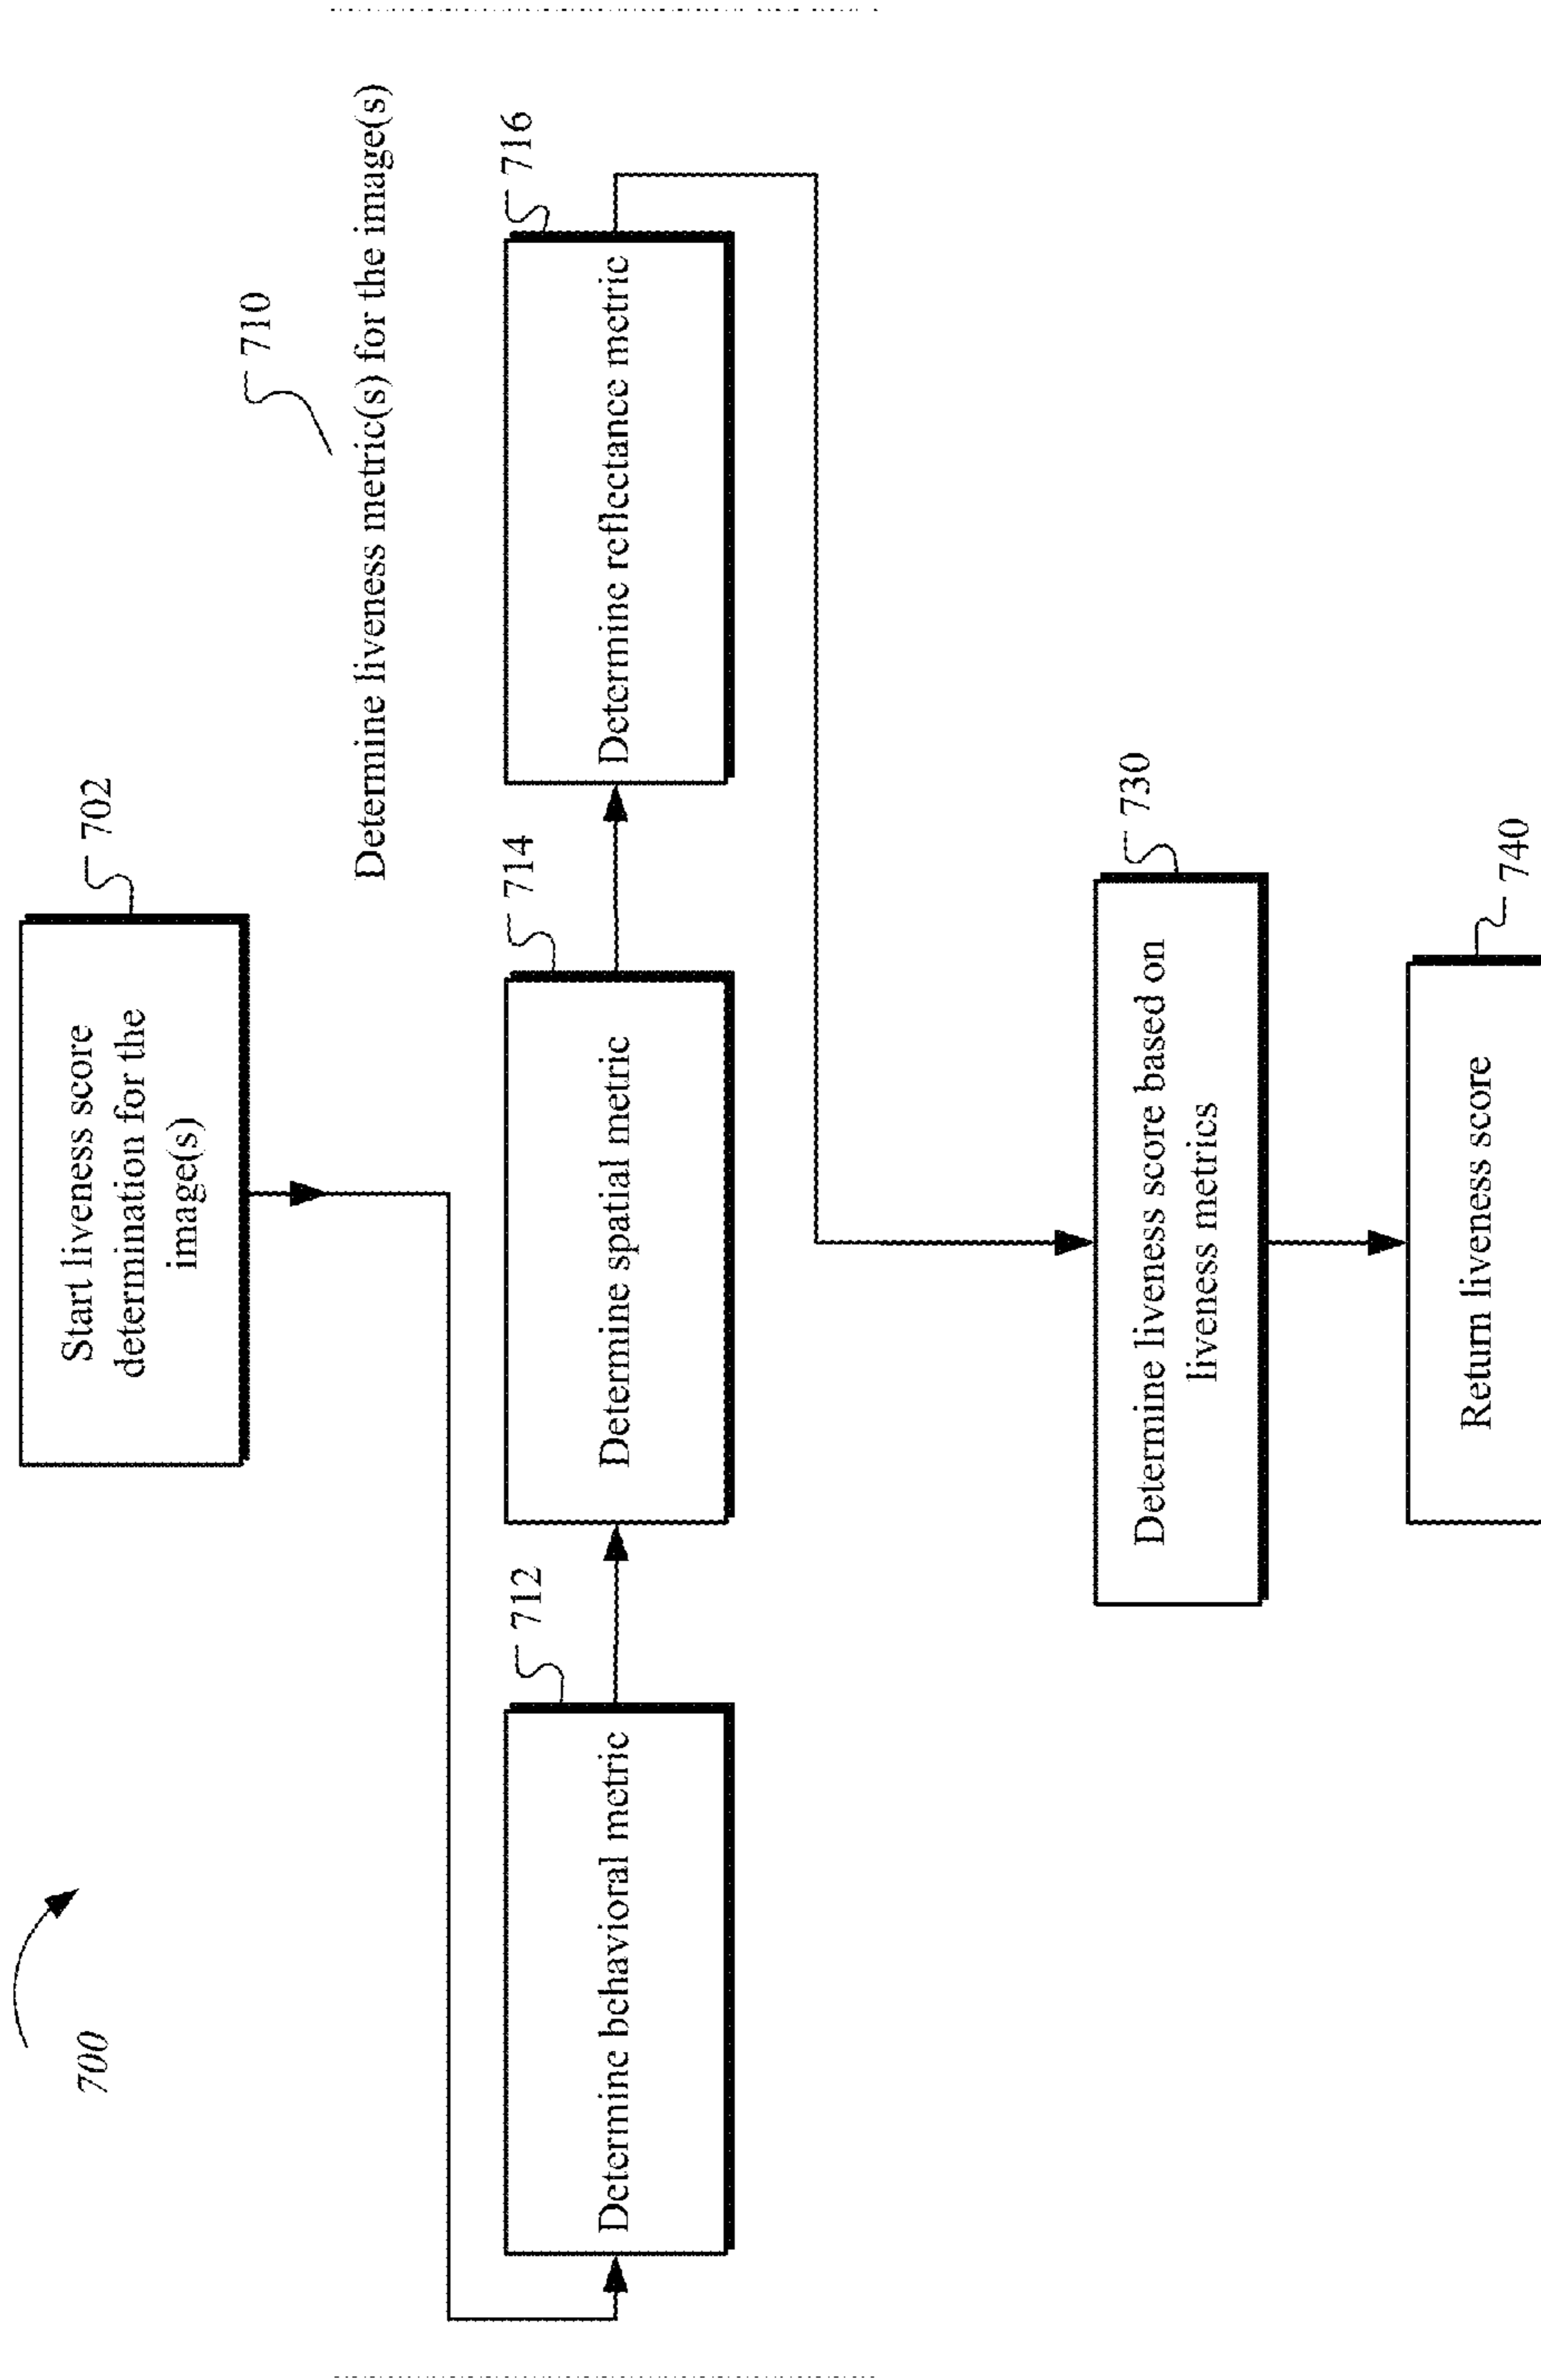 700
Start liveness score
determination for the
image(s)
702
710
Determine liveness metric(s) for the image(s)
712
Determine behavioral metric
714
Determine spatial metric
716
Determine reflectance metric
730
Determine liveness score based on
liveness metrics
740
Return liveness score